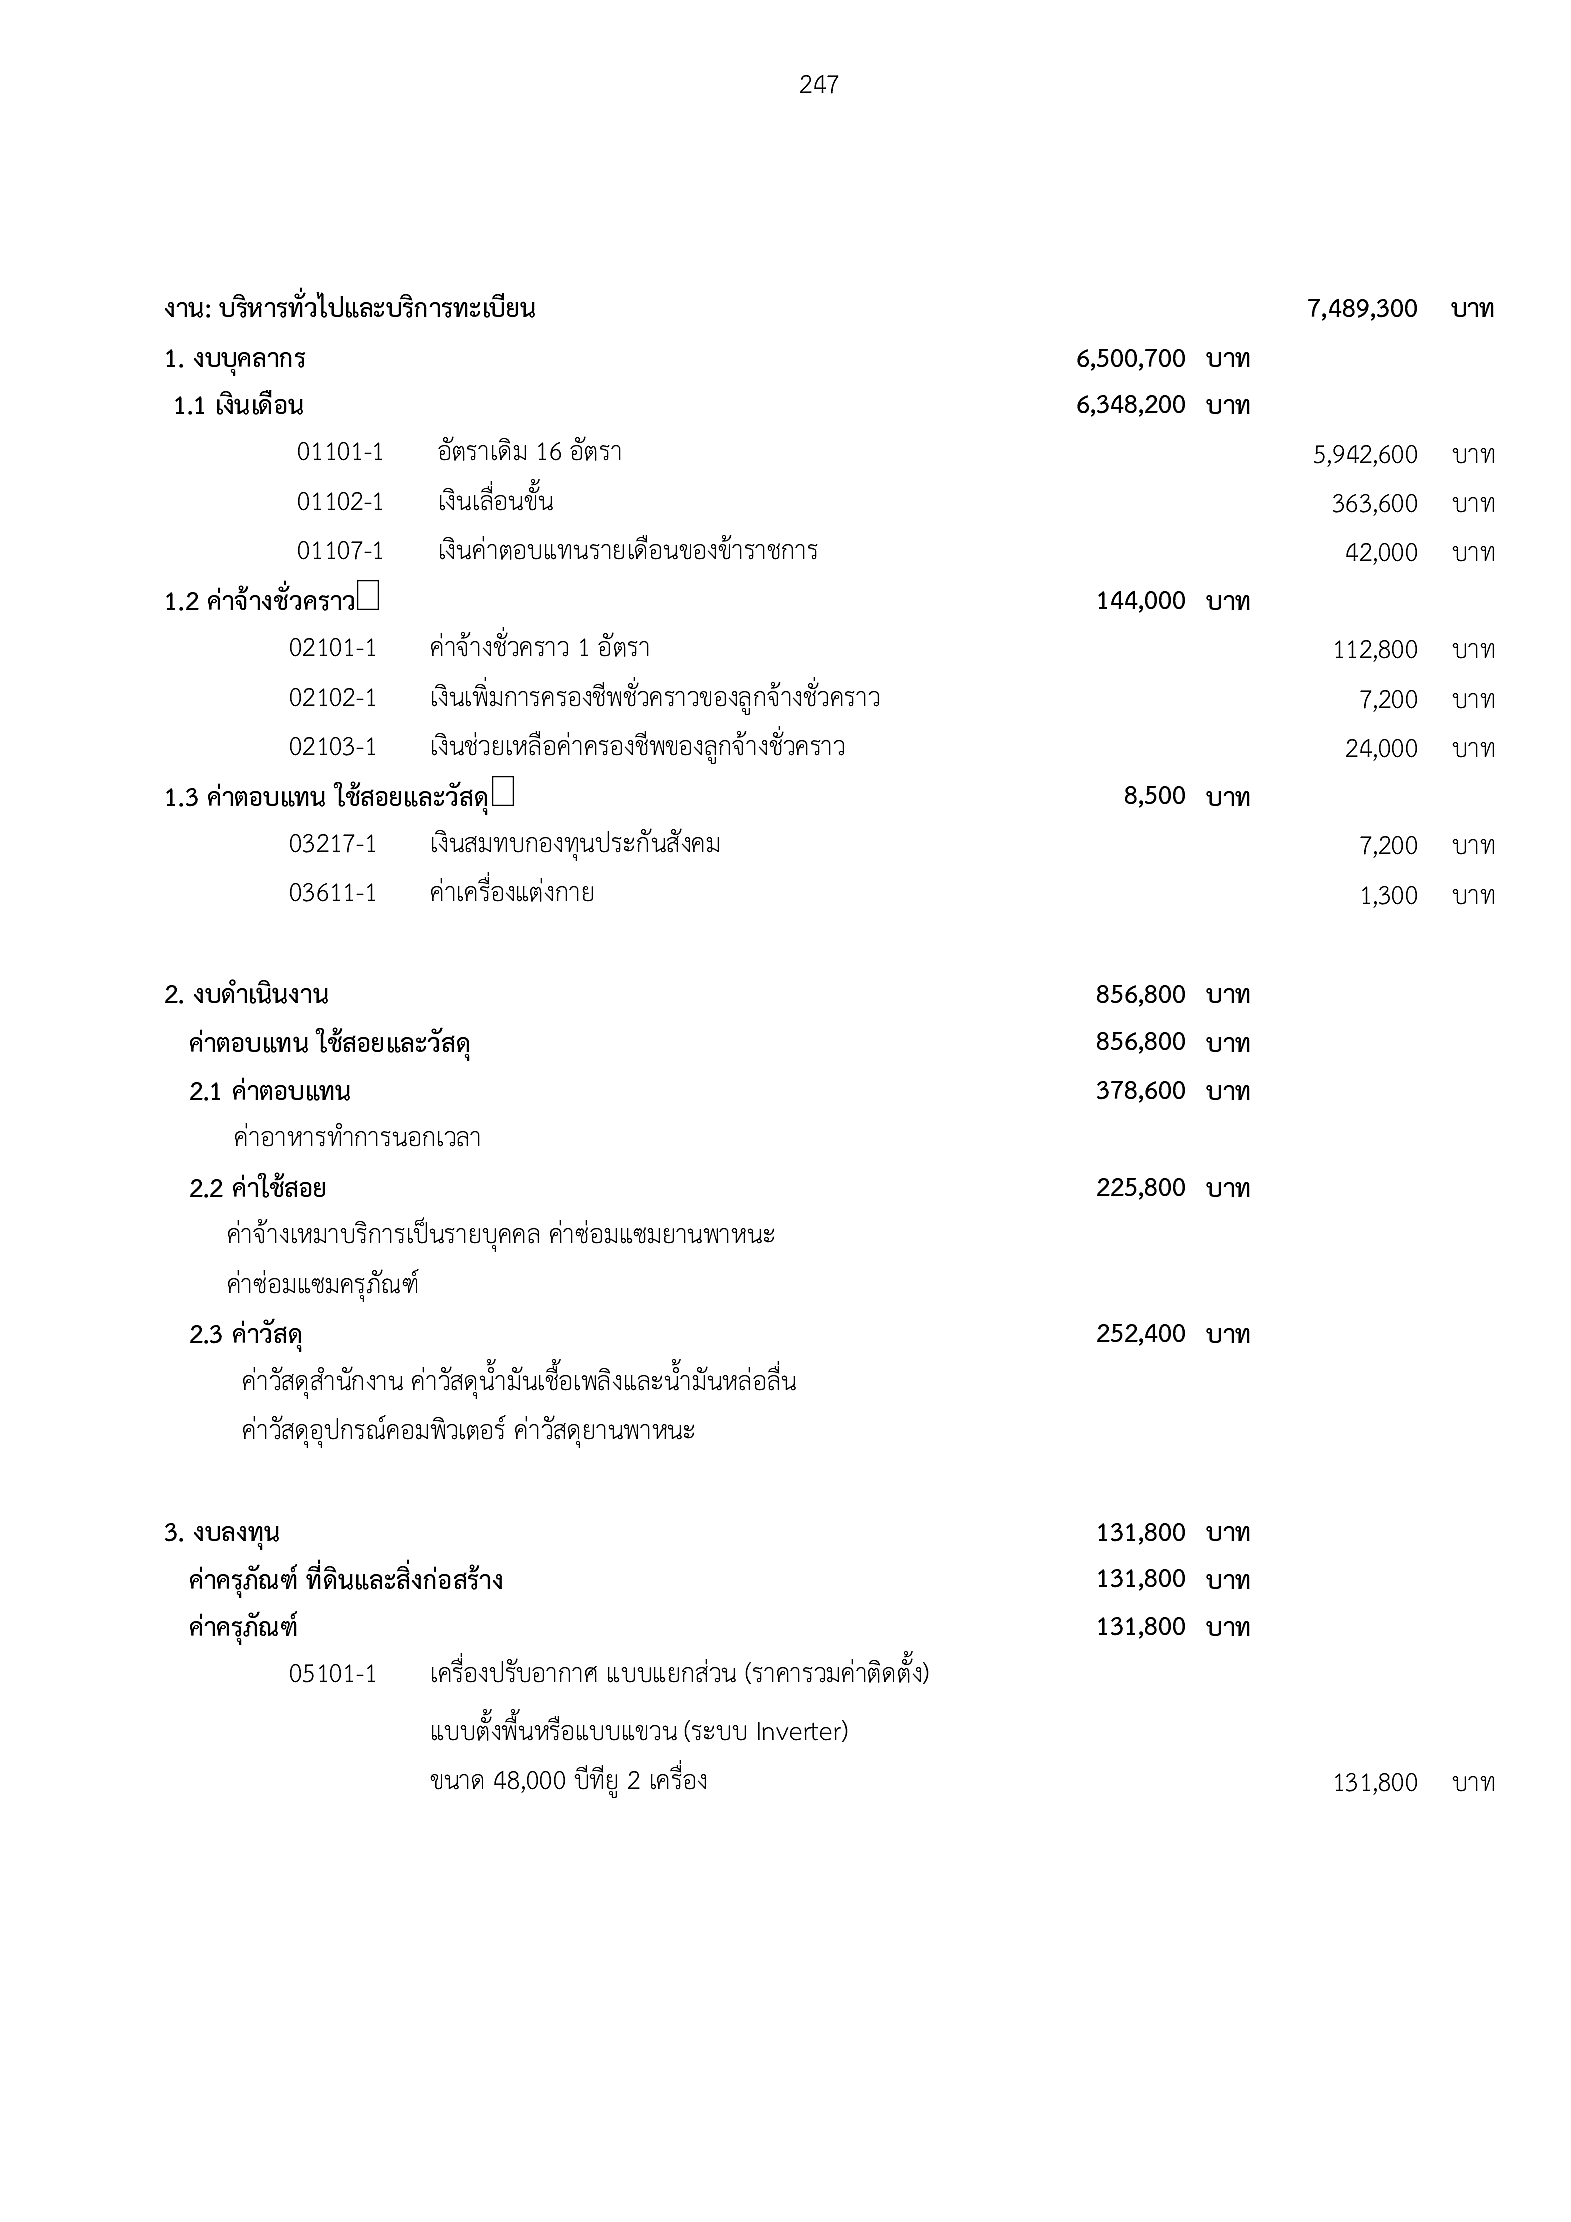 247
งาน: บริหารทั่วไปและบริการทะเบียน 7,489,300 บาท
1. งบบุคลากร 6,500,700 บาท
1.1 เงินเดือน 6,348,200 บาท
01101-1 อัตราเดิม 16 อัตรา 5,942,600 บาท
01102-1 เงินเลื่อนขั้น 363,600 บาท
01107-1 เงินค่าตอบแทนรายเดือนของข้าราชการ 42,000 บาท
1.2 ค่าจ้างชั่วคราว 144,000 บาท
02101-1 ค่าจ้างชั่วคราว 1 อัตรา 112,800 บาท
02102-1 เงินเพิ่มการครองชีพชั่วคราวของลูกจ้างชั่วคราว 7,200 บาท
02103-1 เงินช่วยเหลือค่าครองชีพของลูกจ้างชั่วคราว 24,000 บาท
1.3 ค่าตอบแทน ใช้สอยและวัสดุ 8,500 บาท
03217-1 เงินสมทบกองทุนประกันสังคม 7,200 บาท
03611-1 ค่าเครื่องแต่งกาย 1,300 บาท
2. งบดำเนินงาน 856,800 บาท
ค่าตอบแทน ใช้สอยและวัสดุ 856,800 บาท
2.1 ค่าตอบแทน 378,600 บาท
ค่าอาหารทำการนอกเวลา
2.2 ค่าใช้สอย 225,800 บาท
ค่าจ้างเหมาบริการเป็นรายบุคคล ค่าซ่อมแซมยานพาหนะ
ค่าซ่อมแซมครุภัณฑ์
2.3 ค่าวัสดุ 252,400 บาท
ค่าวัสดุสำนักงาน ค่าวัสดุน้ำมันเชื้อเพลิงและน้ำมันหล่อลื่น
ค่าวัสดุอุปกรณ์คอมพิวเตอร์ ค่าวัสดุยานพาหนะ
3. งบลงทุน 131,800 บาท
ค่าครุภัณฑ์ ที่ดินและสิ่งก่อสร้าง 131,800 บาท
ค่าครุภัณฑ์ 131,800 บาท
05101-1 เครื่องปรับอากาศ แบบแยกส่วน (ราคารวมค่าติดตั้ง)
แบบตั้งพื้นหรือแบบแขวน (ระบบ Inverter)
ขนาด 48,000 บีทียู 2 เครื่อง 131,800 บาท